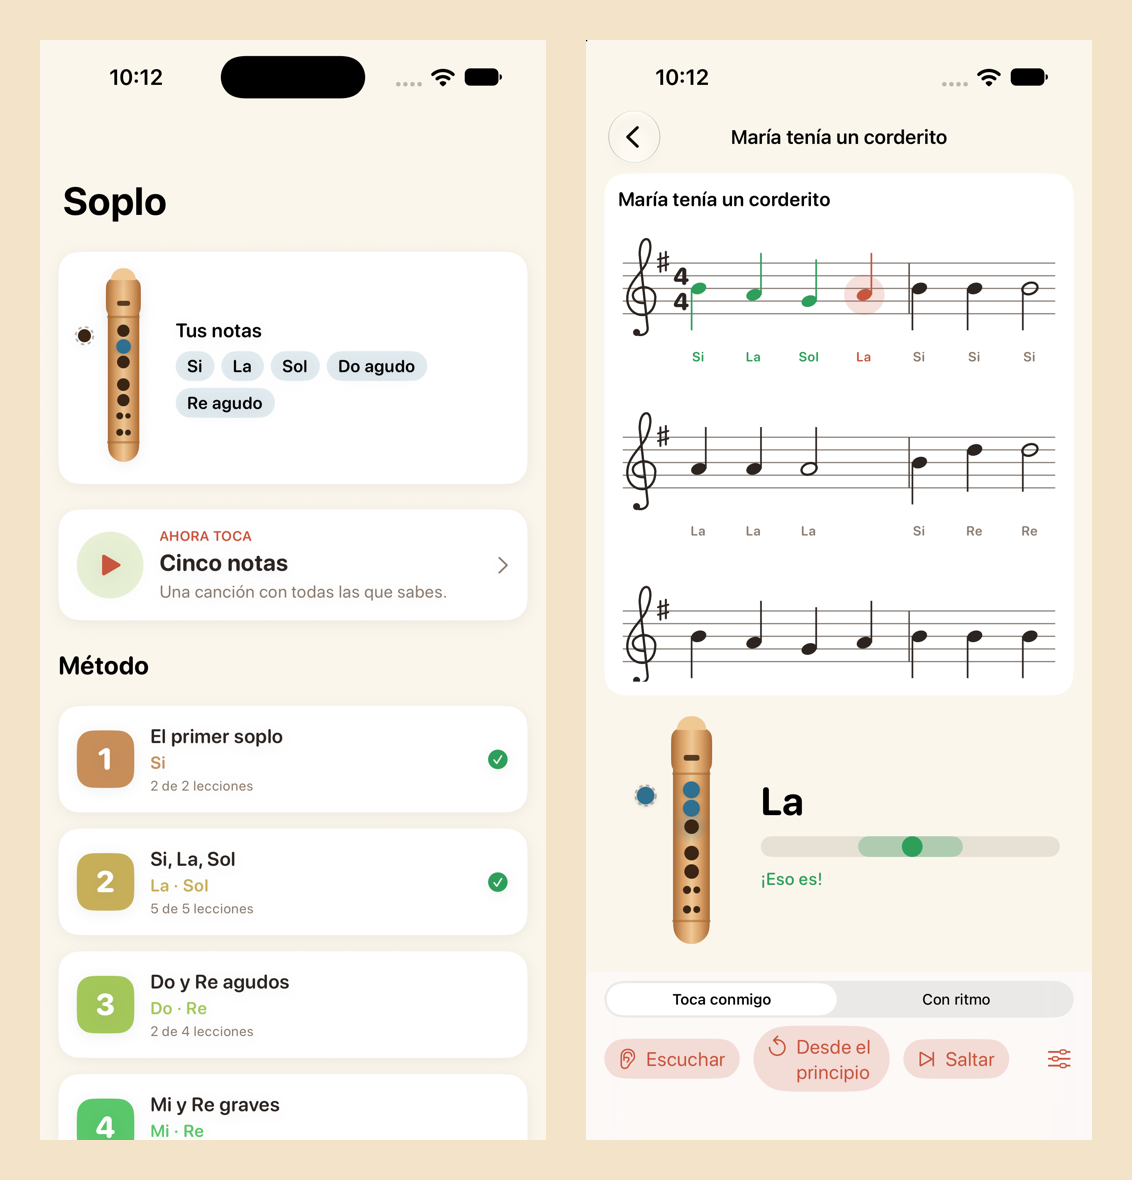 10:12
Soplo
Tus notas
Si La Sol Do agudo
Re agudo
AHORA TOCA
Cinco notas
Una canción con todas las que sabes.
Método
1
El primer soplo
Si
2 de 2 lecciones
2
Si, La, Sol
La · Sol
5 de 5 lecciones
3
Do y Re agudos
Do · Re
2 de 4 lecciones
4
Mi y Re graves
Mi · Re
10:12
María tenía un corderito
María tenía un corderito
4
4
Si La Sol La Si Si Si
La La La Si Re Re
La
¡Eso es!
Toca conmigo Con ritmo
Escuchar
Desde el
principio
Saltar